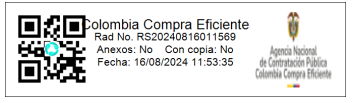 Colombia Compra Eficiente
Rad No. RS20240816011569
Anexos: No Con copia: No
Fecha: 16/08/2024 11:53:35
Agencia Nacional
de Contratación Pública
Colombia Compra Eficiente